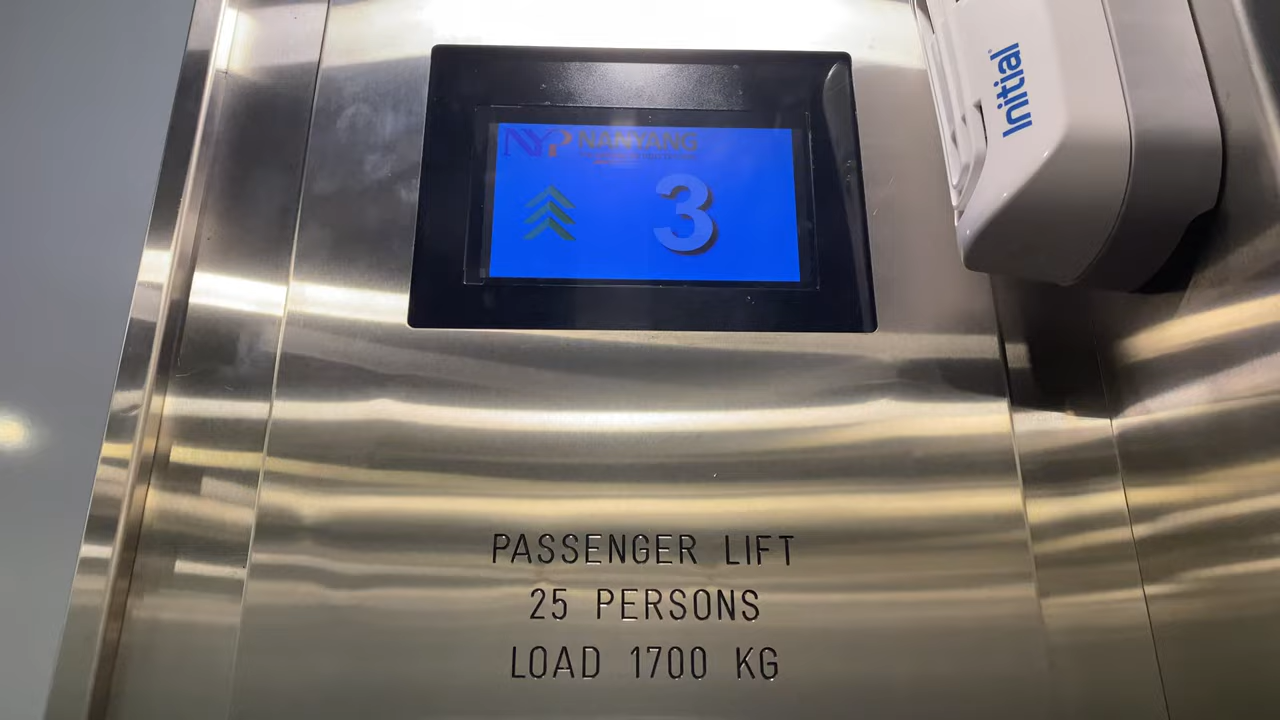 NYP NANYANG
3
Initial
PASSENGER LIFT
25 PERSONS
LOAD 1700 KG